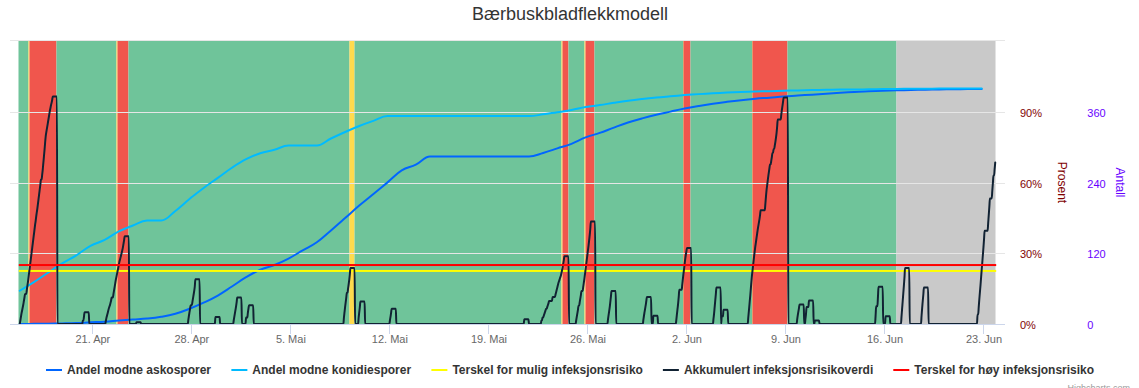 Bærbuskbladflekkmodell
90% 360
60% 240
30% 120
0% 0
Prosent
Antall
21. Apr 28. Apr 5. Mai 12. Mai 19. Mai 26. Mai 2. Jun 9. Jun 16. Jun 23. Jun
Andel modne askosporer Andel modne konidiesporer Terskel for mulig infeksjonsrisiko Akkumulert infeksjonsrisikoverdi Terskel for høy infeksjonsrisiko
Highcharts.com